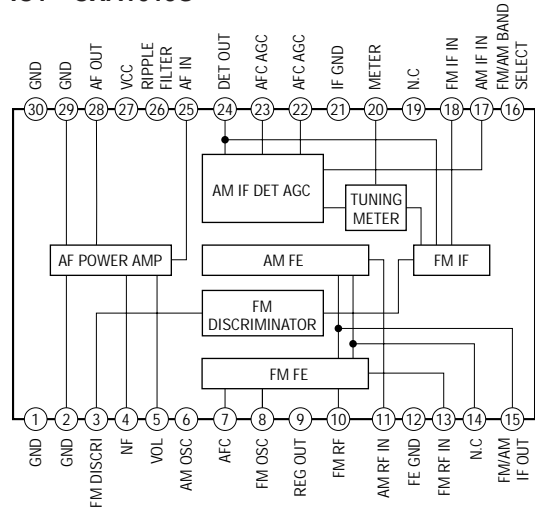 30 GND
29 GND
28 AF OUT
27 VCC
26 RIPPLE FILTER
25 AF IN
24 DET OUT
23 AFC AGC
22 AFC AGC
21 IF GND
20 METER
19 N.C
18 FM IF IN
17 AM IF IN
16 FM/AM BAND SELECT
AM IF DET AGC
TUNING
METER
AF POWER AMP
AM FE
FM IF
FM
DISCRIMINATOR
FM FE
1 GND
2 GND
3 FM DISCRI
4 NF
5 VOL
6 AM OSC
7 AFC
8 FM OSC
9 REG OUT
10 FM RF
11 AM RF IN
12 FE GND
13 FM RF IN
14 N.C
15 FM/AM IF OUT